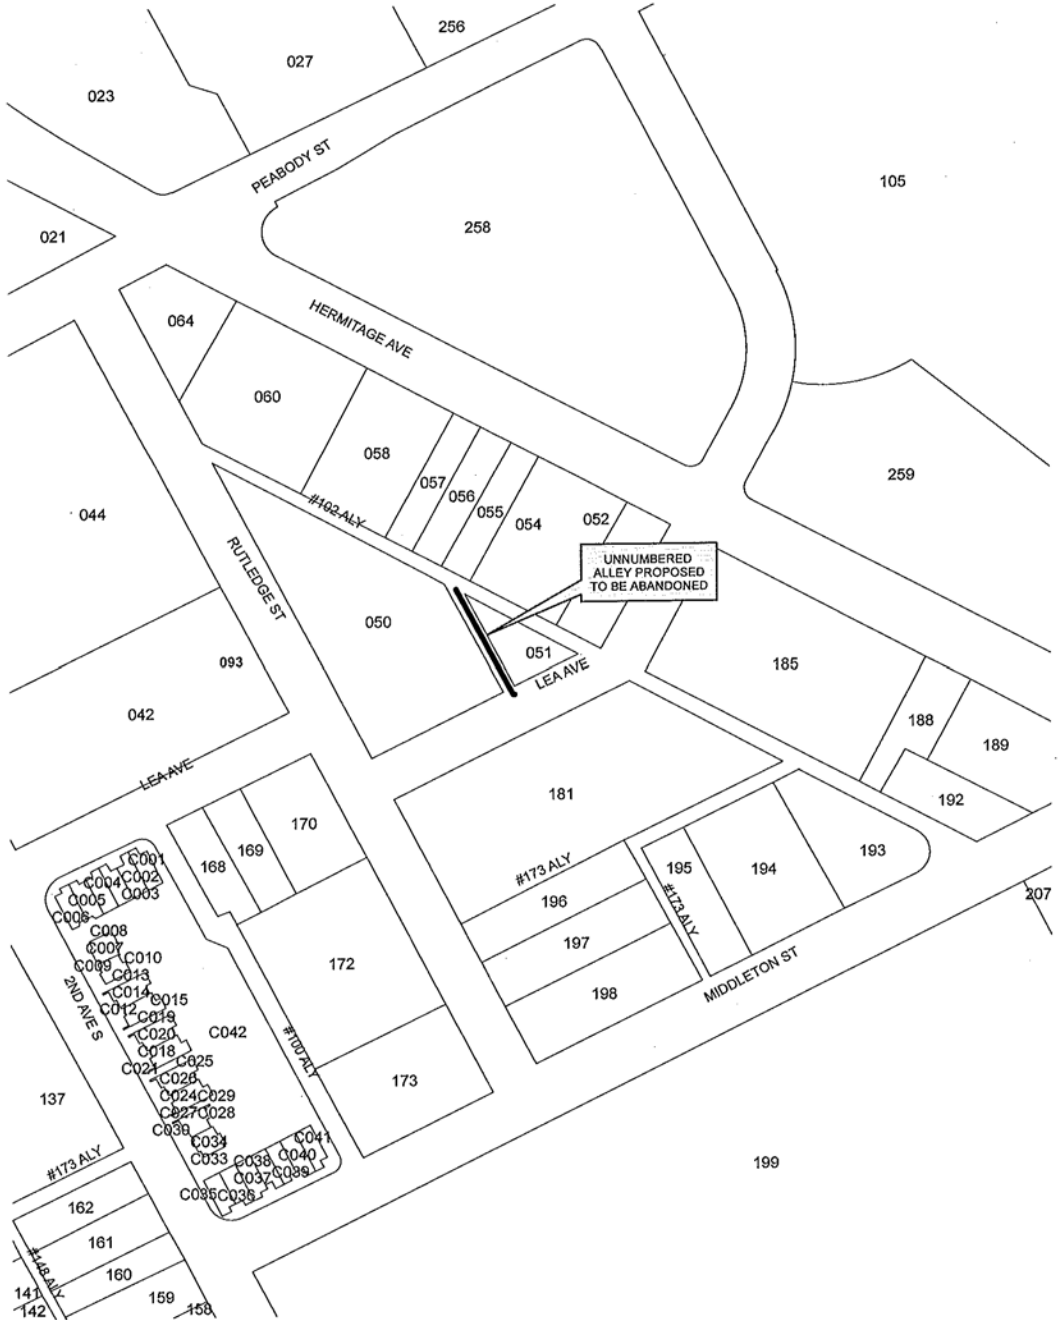 256
027
023
PEABODY ST
105
258
021
HERMITAGE AVE
064
060
058
057
056
055
054
052
259
#102 ALY
044
RUTLEDGE ST
UNNUMBERED
ALLEY PROPOSED
TO BE ABANDONED
050
051
LEA AVE
093
185
042
188
189
192
LEA AVE
181
170
169
168
193
194
195
#173 ALY
#173 ALY
196
197
198
207
MIDDLETON ST
C001
C002
C003
C004
C005
C006
C008
C007
C009
C010
C013
C014
C012
C015
C019
C020
C018
C021
C025
C026
C024
C029
C027
C028
C030
C034
C033
C042
2ND AVE S
172
#100 ALY
173
C041
C040
C038
C037
C039
C035
C036
137
#173 ALY
199
162
161
160
159
158
#148 ALY
141
142